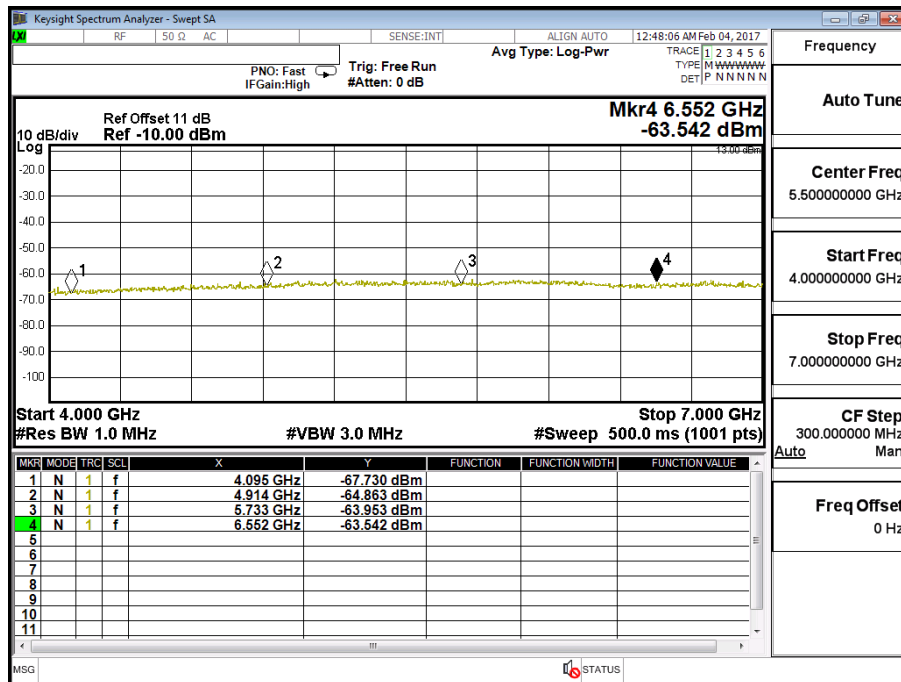 Keysight Spectrum Analyzer - Swept SA
LXI RF 50 Ω AC SENSE:INT ALIGN AUTO 12:48:06 AM Feb 04, 2017
Frequency
Avg Type: Log-Pwr
TRACE 1 2 3 4 5 6
PNO: Fast Trig: Free Run
TYPE M W W W W W
IFGain:High #Atten: 0 dB
DET P N N N N N
Auto Tune
Mkr4 6.552 GHz
Ref Offset 11 dB
10 dB/div Ref -10.00 dBm -63.542 dBm
Log
-13.00 dBm
-20.0
-30.0
-40.0
-50.0
-60.0
-70.0
-80.0
-90.0
-100
1
2
3
4
Center Freq
5.500000000 GHz
Start Freq
4.000000000 GHz
Stop Freq
7.000000000 GHz
Start 4.000 GHz Stop 7.000 GHz
#Res BW 1.0 MHz #VBW 3.0 MHz #Sweep 500.0 ms (1001 pts)
CF Step
300.000000 MHz
Auto Man
Freq Offset
0 Hz
MKR MODE TRC SCL X Y FUNCTION FUNCTION WIDTH FUNCTION VALUE
1 N 1 f 4.095 GHz -67.730 dBm
2 N 1 f 4.914 GHz -64.863 dBm
3 N 1 f 5.733 GHz -63.953 dBm
4 N 1 f 6.552 GHz -63.542 dBm
5
6
7
8
9
10
11
MSG STATUS